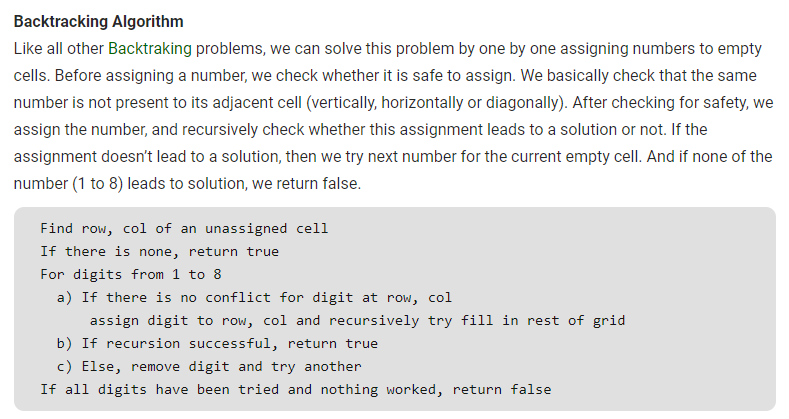 Backtracking Algorithm
Like all other Backtraking problems, we can solve this problem by one by one assigning numbers to empty
cells. Before assigning a number, we check whether it is safe to assign. We basically check that the same
number is not present to its adjacent cell (vertically, horizontally or diagonally). After checking for safety, we
assign the number, and recursively check whether this assignment leads to a solution or not. If the
assignment doesn’t lead to a solution, then we try next number for the current empty cell. And if none of the
number (1 to 8) leads to solution, we return false.
Find row, col of an unassigned cell
If there is none, return true
For digits from 1 to 8
a) If there is no conflict for digit at row, col
assign digit to row, col and recursively try fill in rest of grid
b) If recursion successful, return true
c) Else, remove digit and try another
If all digits have been tried and nothing worked, return false